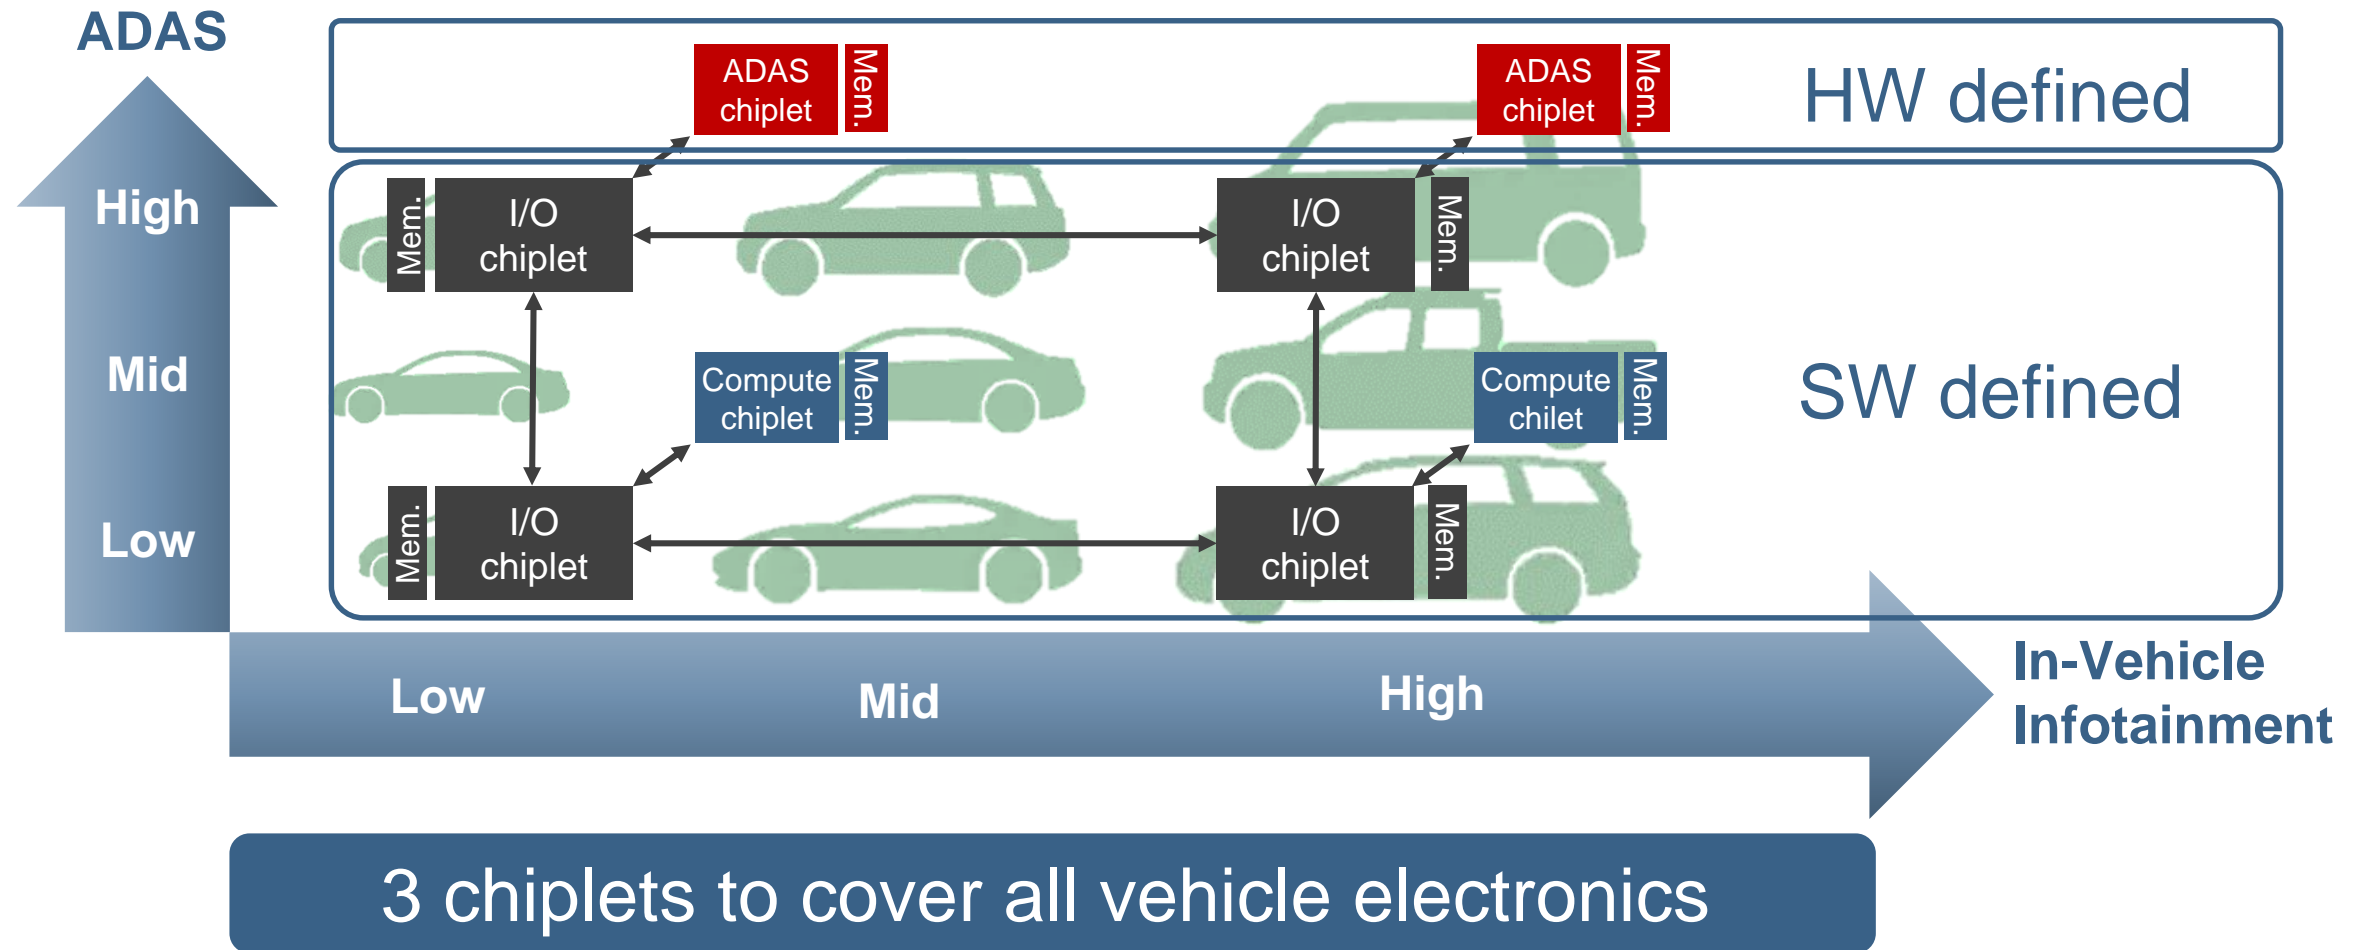 ADAS
ADAS
chiplet
Mem.
ADAS
chiplet
Mem.
HW defined
High
Mem.
I/O
chiplet
I/O
chiplet
Mem.
Mid
Compute
chiplet
Mem.
Compute
chilet
Mem.
SW defined
Low
Mem.
I/O
chiplet
I/O
chiplet
Mem.
Low
Mid
High
In-Vehicle
Infotainment
3 chiplets to cover all vehicle electronics